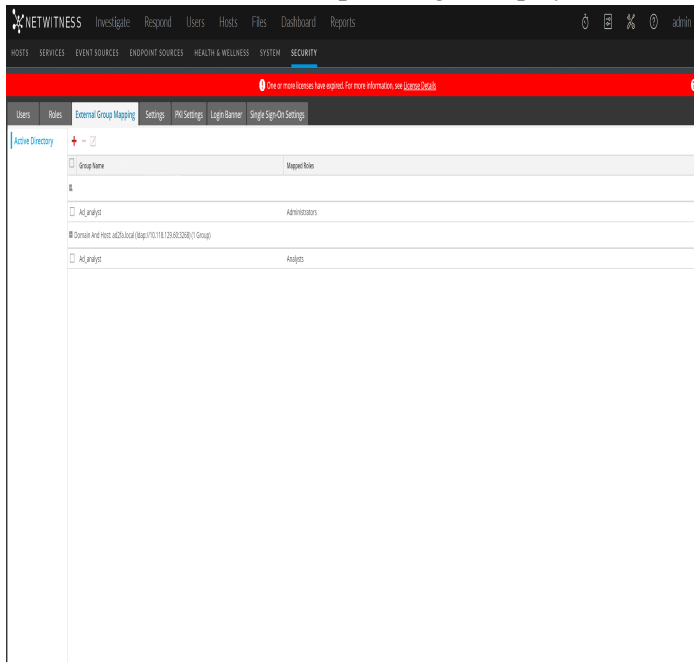 NETWITNESS Investigate Respond Users Hosts Files Dashboard Reports admin
HOSTS SERVICES EVENT SOURCES ENDPOINT SOURCES HEALTH & WELLNESS SYSTEM SECURITY
One or more licenses have expired. For more information, see License Details
Users Roles External Group Mapping Settings PKI Settings Login Banner Single Sign-On Settings
Active Directory
Group Name Mapped Roles
Ad_analyst Administrators
Domain And Host: ad2fa.local (ldap://10.118.129.60:3268) (1 Group)
Ad_analyst Analysts